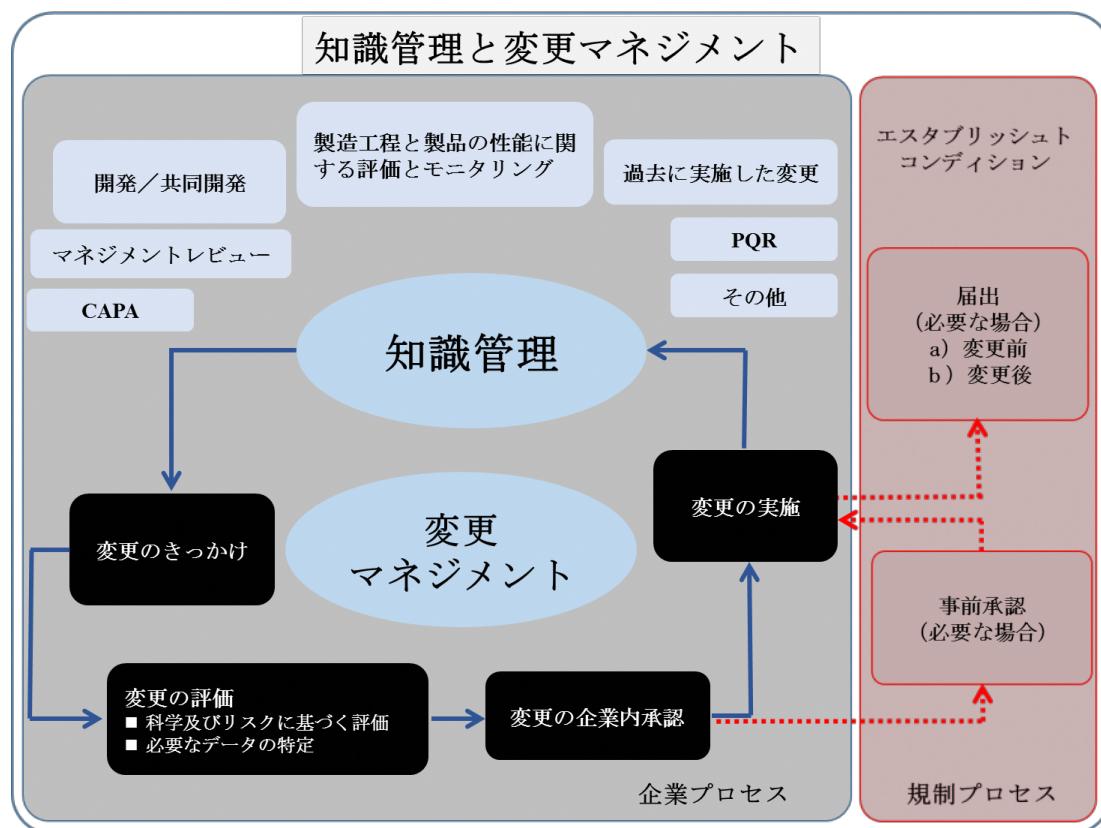 知識管理と変更マネジメント
製造工程と製品の性能に関
する評価とモニタリング
開発／共同開発
過去に実施した変更
マネジメントレビュー
PQR
CAPA
その他
知識管理
変更のきっかけ
変更
マネジメント
変更の実施
変更の評価
■ 科学及びリスクに基づく評価
■ 必要なデータの特定
変更の企業内承認
企業プロセス
エスタブリッシュト
コンディション
届出
(必要な場合)
a）変更前
b）変更後
事前承認
(必要な場合)
規制プロセス